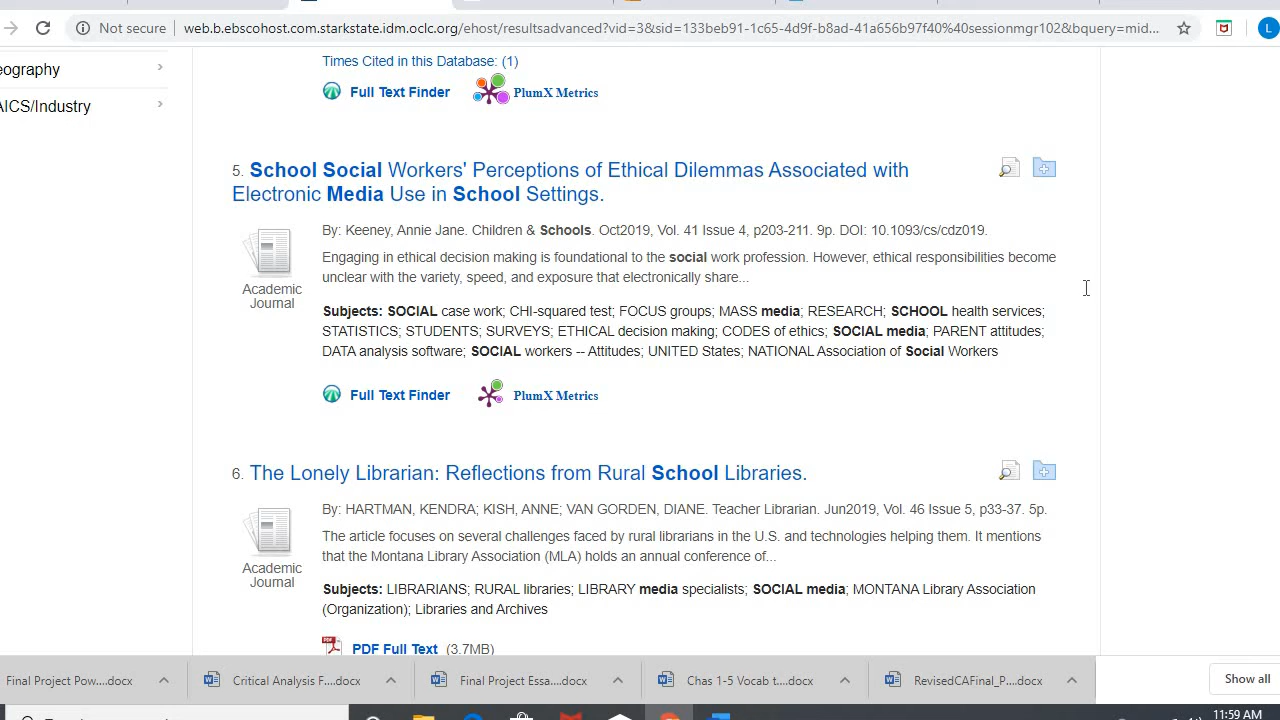 Not secure
web.b.ebscohost.com.starkstate.idm.oclc.org/ehost/resultsadvanced?vid=3&sid=133beb91-1c65-4d9f-b8ad-41a656b97f40%40sessionmgr102&bquery=mid...
L
eography
AICS/Industry
Times Cited in this Database: (1)
Full Text Finder
PlumX Metrics
5. School Social Workers' Perceptions of Ethical Dilemmas Associated with
Electronic Media Use in School Settings.
Academic
Journal
By: Keeney, Annie Jane. Children & Schools. Oct2019, Vol. 41 Issue 4, p203-211. 9p. DOI: 10.1093/cs/cdz019.
Engaging in ethical decision making is foundational to the social work profession. However, ethical responsibilities become
unclear with the variety, speed, and exposure that electronically share...
Subjects: SOCIAL case work; CHI-squared test; FOCUS groups; MASS media; RESEARCH; SCHOOL health services;
STATISTICS; STUDENTS; SURVEYS; ETHICAL decision making; CODES of ethics; SOCIAL media; PARENT attitudes;
DATA analysis software; SOCIAL workers -- Attitudes; UNITED States; NATIONAL Association of Social Workers
Full Text Finder
PlumX Metrics
6. The Lonely Librarian: Reflections from Rural School Libraries.
Academic
Journal
By: HARTMAN, KENDRA; KISH, ANNE; VAN GORDEN, DIANE. Teacher Librarian. Jun2019, Vol. 46 Issue 5, p33-37. 5p.
The article focuses on several challenges faced by rural librarians in the U.S. and technologies helping them. It mentions
that the Montana Library Association (MLA) holds an annual conference of...
Subjects: LIBRARIANS; RURAL libraries; LIBRARY media specialists; SOCIAL media; MONTANA Library Association
(Organization); Libraries and Archives
PDF Full Text (3.7MB)
Final Project Pow....docx
Critical Analysis F....docx
Final Project Essa....docx
Chas 1-5 Vocab t....docx
RevisedCAFinal_P....docx
Show all
11:59 AM